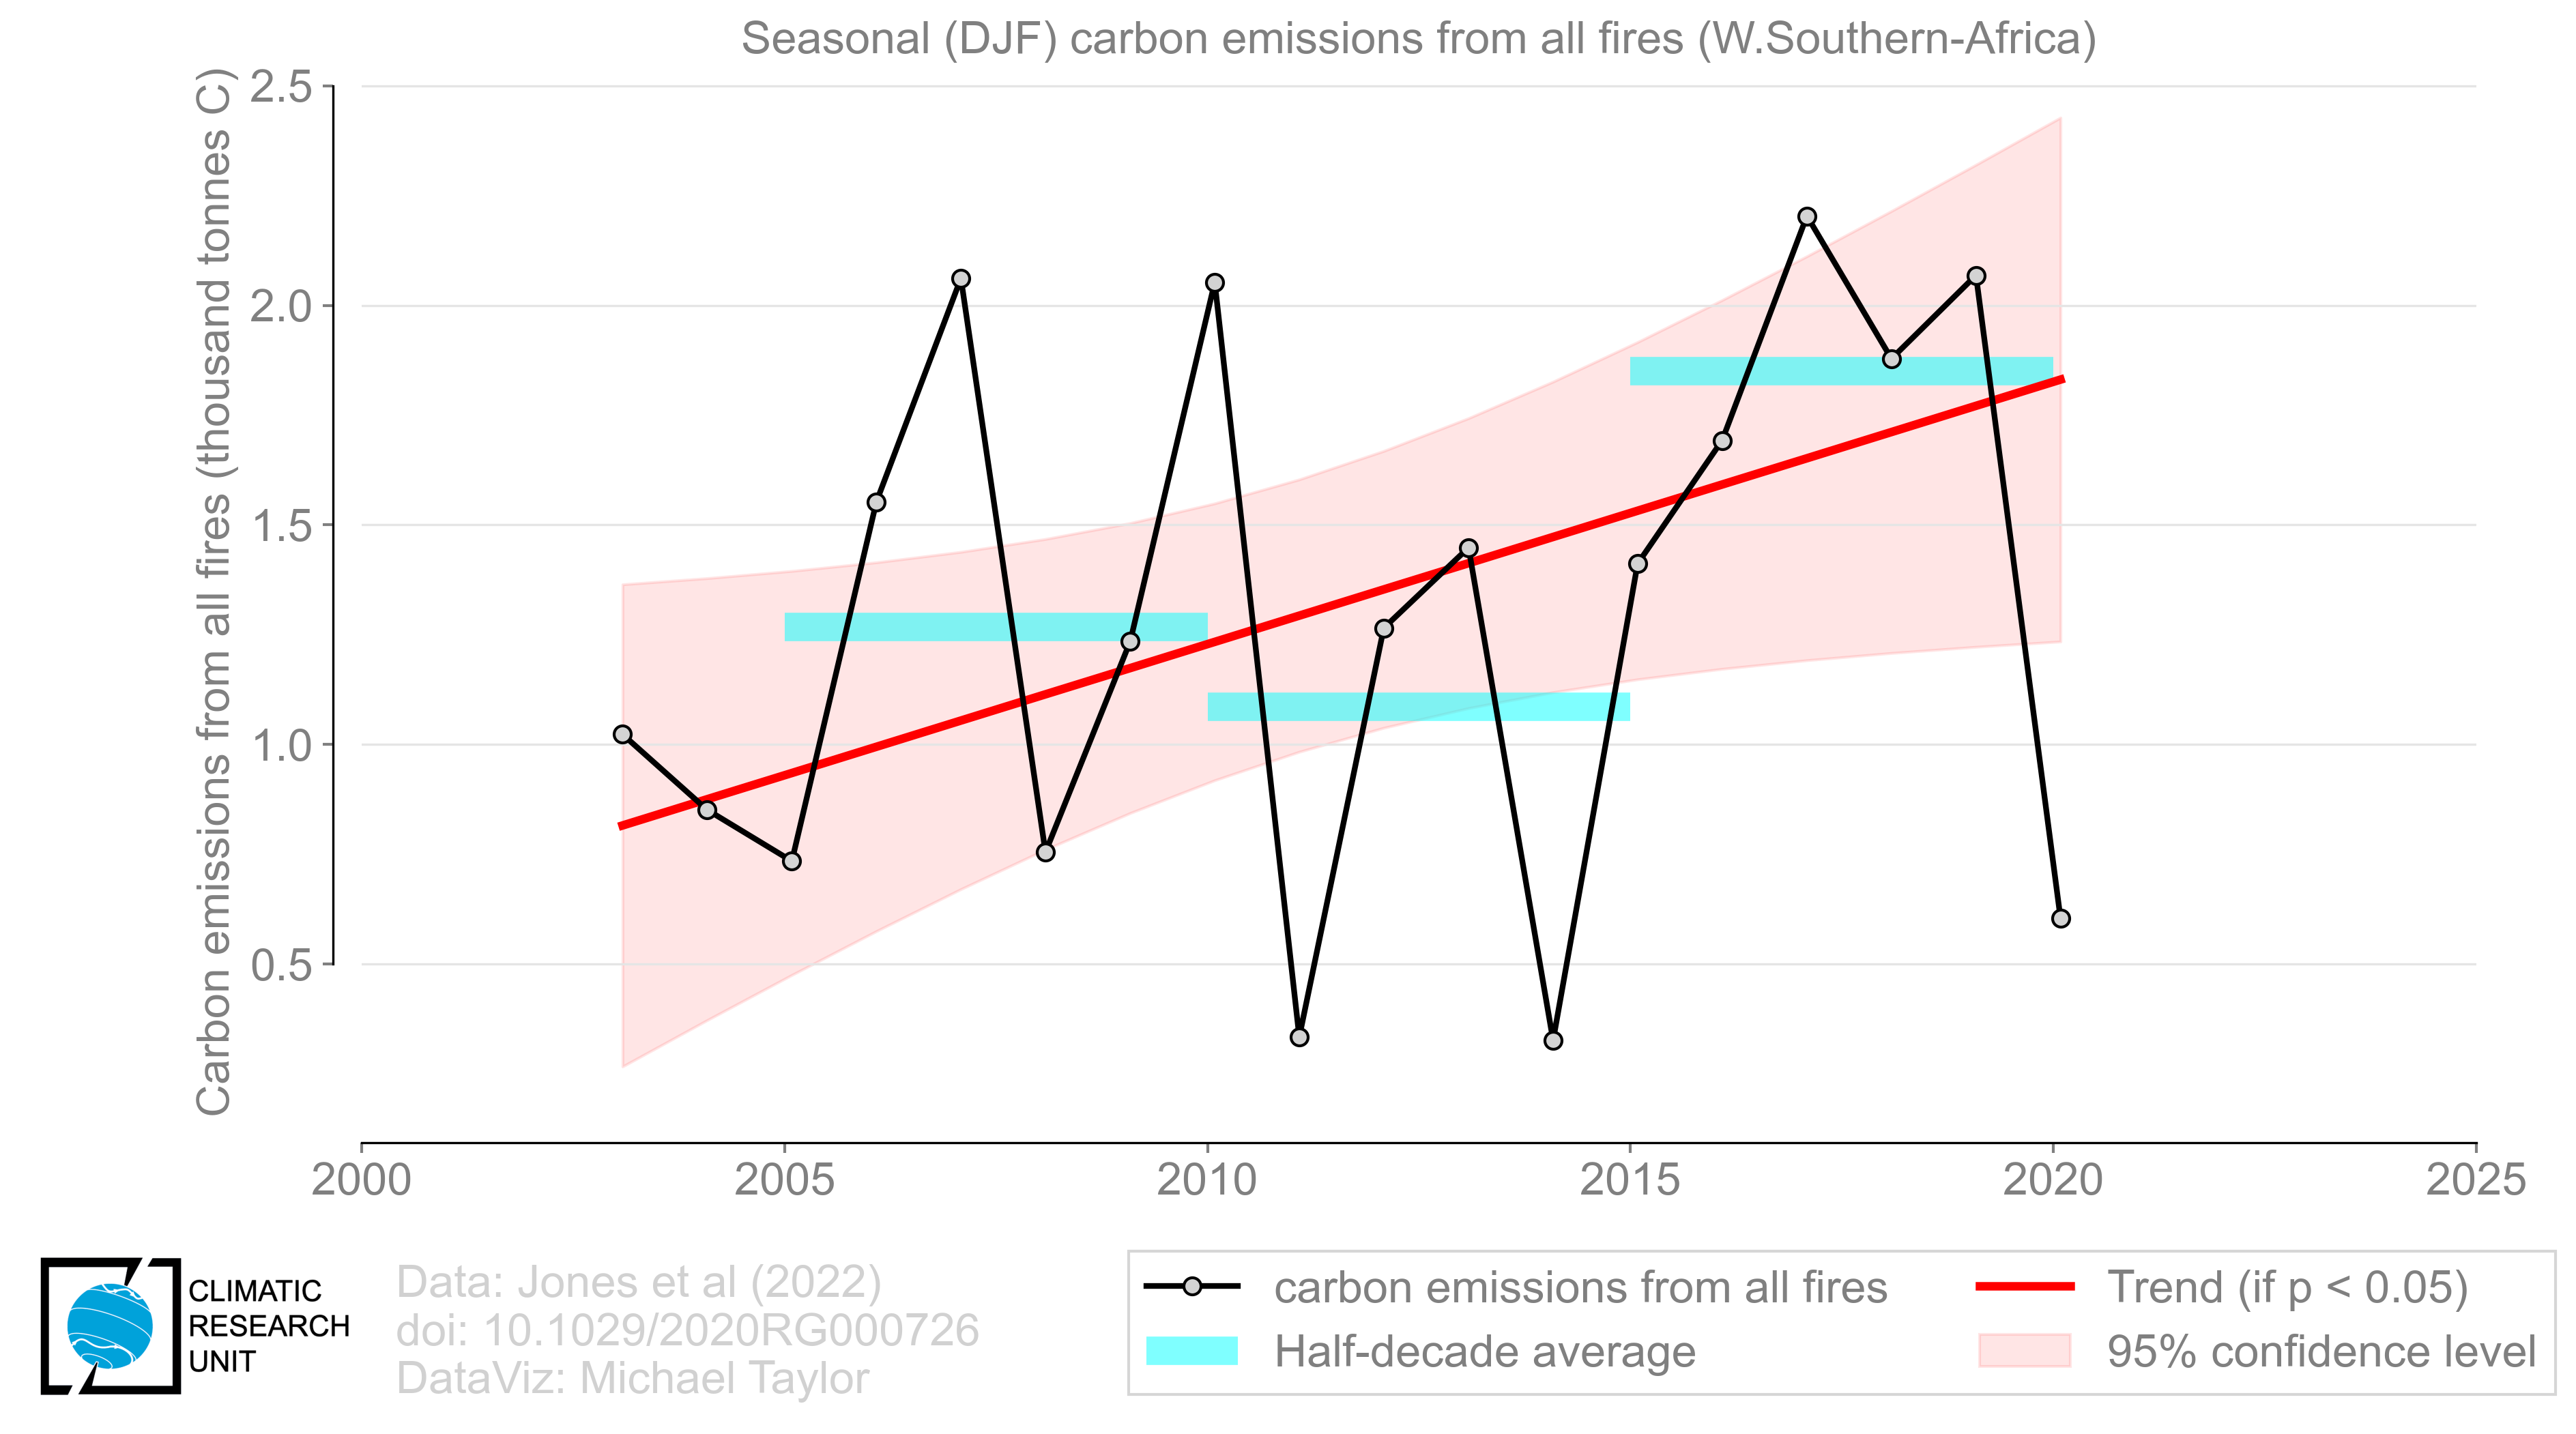 Seasonal (DJF) carbon emissions from all fires (W.Southern-Africa)
Carbon emissions from all fires (thousand tonnes C)
2.5
2.0
1.5
1.0
0.5
2000
2005
2010
2015
2020
2025
CLIMATIC
RESEARCH
UNIT
Data: Jones et al (2022)
doi: 10.1029/2020RG000726
DataViz: Michael Taylor
carbon emissions from all fires
Half-decade average
Trend (if p < 0.05)
95% confidence level